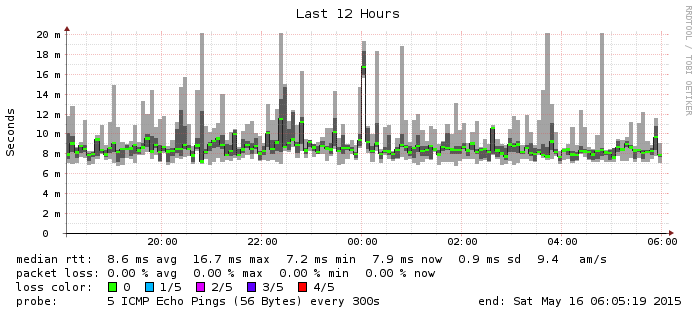 Last 12 Hours
RRDTOOL / TOBI OETIKER
Seconds
20 m
18 m
16 m
14 m
12 m
10 m
8 m
6 m
4 m
2 m
0
20:00 22:00 00:00 02:00 04:00 06:00
median rtt: 8.6 ms avg 16.7 ms max 7.2 ms min 7.9 ms now 0.9 ms sd 9.4 am/s
packet loss: 0.00 % avg 0.00 % max 0.00 % min 0.00 % now
loss color: 0 1/5 2/5 3/5 4/5
probe: 5 ICMP Echo Pings (56 Bytes) every 300s end: Sat May 16 06:05:19 2015